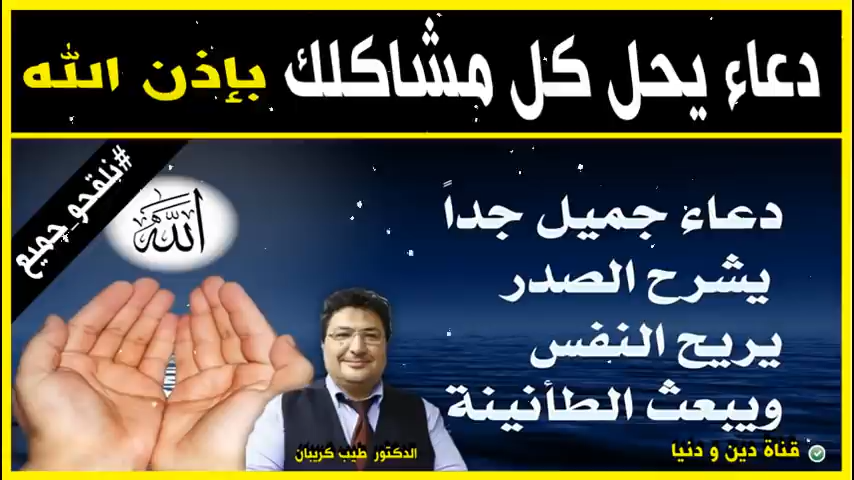 دعاء يحل كل مشاكلك بإذن الله
#نلقحو_جميع
الله
دعاء جميل جداً
يشرح الصدر
يريح النفس
ويبعث الطأنينة
الدكتور طيب كريبان
قناة دين و دنيا